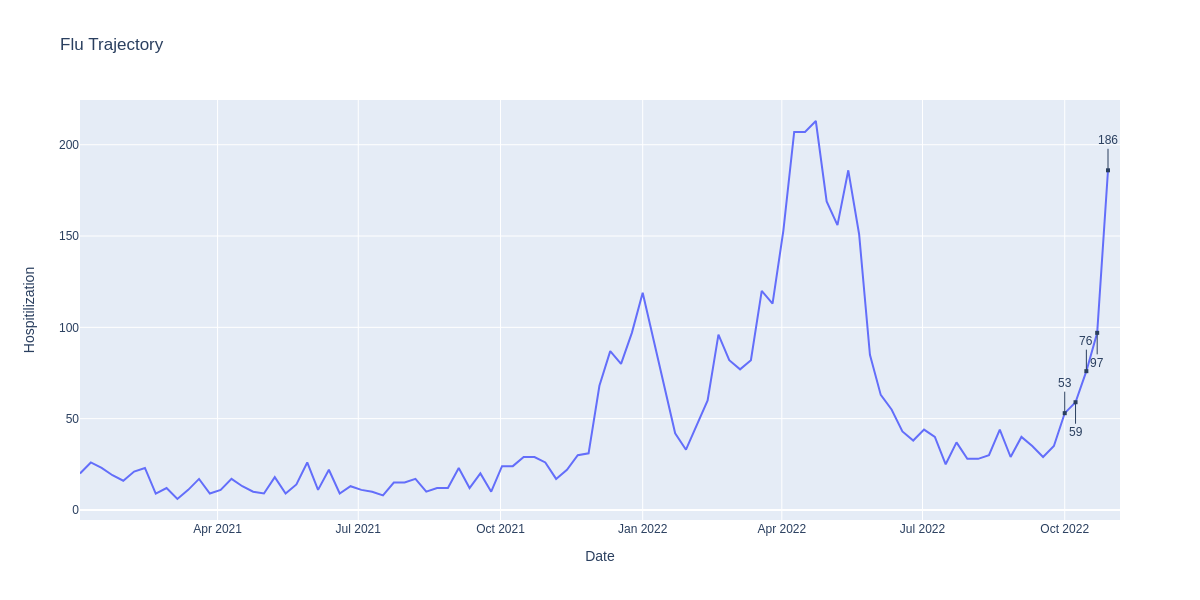 Flu Trajectory
Hospitilization
200
150
100
50
0
186
76
97
53
59
Apr 2021
Jul 2021
Oct 2021
Jan 2022
Apr 2022
Jul 2022
Oct 2022
Date